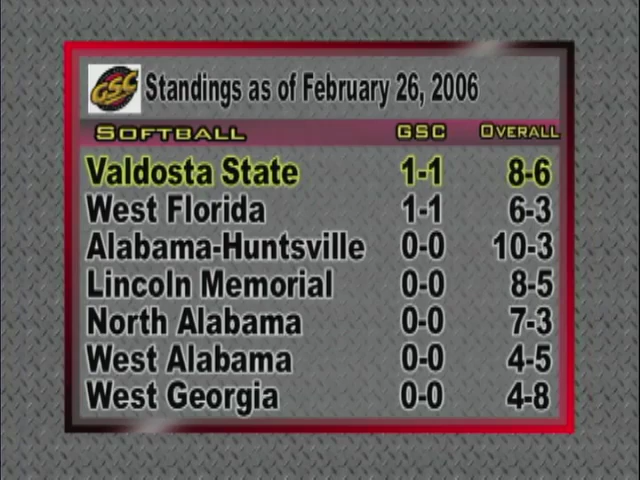 GSC Standings as of February 26, 2006
SOFTBALL GSC OVERALL
Valdosta State 1-1 8-6
West Florida 1-1 6-3
Alabama-Huntsville 0-0 10-3
Lincoln Memorial 0-0 8-5
North Alabama 0-0 7-3
West Alabama 0-0 4-5
West Georgia 0-0 4-8